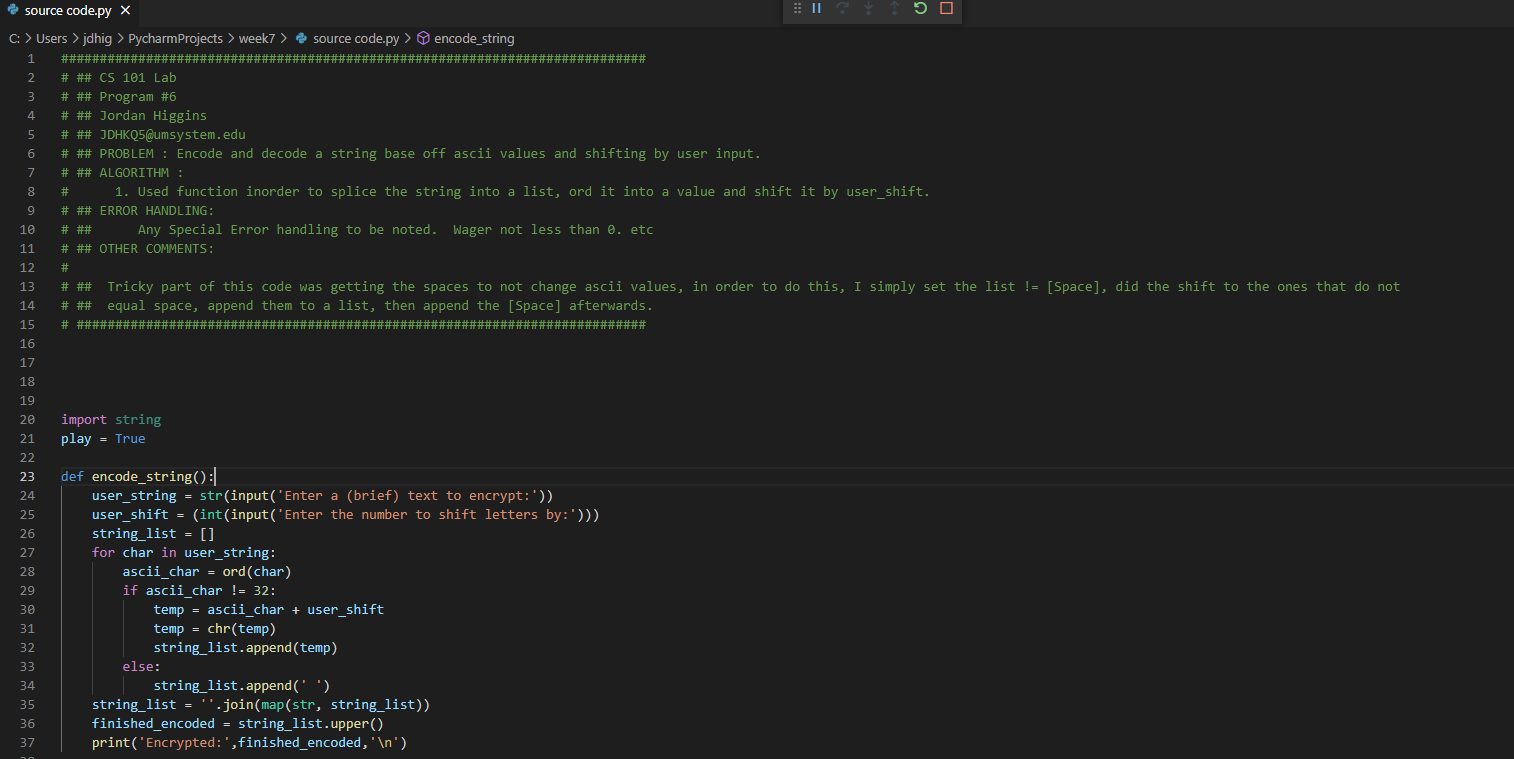 source code.py
C: > Users > jdhig > PycharmProjects > week7 > source code.py > encode_string
1 ############################################################################
2 # ## CS 101 Lab
3 # ## Program #6
4 # ## Jordan Higgins
5 # ## JDHKQ5@umsystem.edu
6 # ## PROBLEM : Encode and decode a string base off ascii values and shifting by user input.
7 # ## ALGORITHM :
8 #      1. Used function inorder to splice the string into a list, ord it into a value and shift it by user_shift.
9 # ## ERROR HANDLING:
10 # ##      Any Special Error handling to be noted.  Wager not less than 0. etc
11 # ## OTHER COMMENTS:
12 #
13 # ##  Tricky part of this code was getting the spaces to not change ascii values, in order to do this, I simply set the list != [Space], did the shift to the ones that do not
14 # ##  equal space, append them to a list, then append the [Space] afterwards.
15 # ##########################################################################
16
17
18
19
20 import string
21 play = True
22
23 def encode_string():
24     user_string = str(input('Enter a (brief) text to encrypt:'))
25     user_shift = (int(input('Enter the number to shift letters by:')))
26     string_list = []
27     for char in user_string:
28         ascii_char = ord(char)
29         if ascii_char != 32:
30             temp = ascii_char + user_shift
31             temp = chr(temp)
32             string_list.append(temp)
33         else:
34             string_list.append(' ')
35     string_list = ''.join(map(str, string_list))
36     finished_encoded = string_list.upper()
37     print('Encrypted:',finished_encoded,'\n')